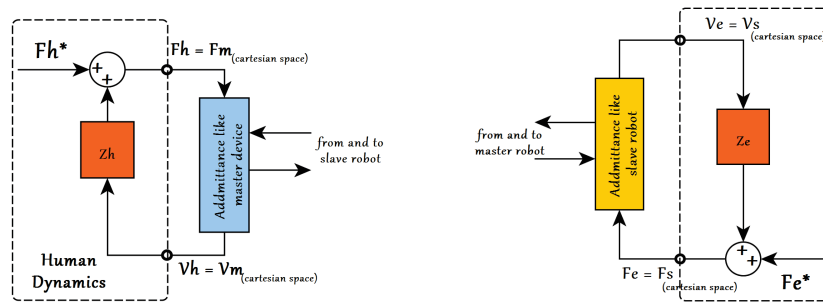 Fh*
+
+
Fh = Fm
(cartesian space)
Zh
Addmittance like
master device
from and to
slave robot
Human
Dynamics
Vh = Vm
(cartesian space)
Ve = Vs
(cartesian space)
Addmittance like
slave robot
from and to
master robot
Ze
+
+
Fe = Fs
(cartesian space)
Fe*